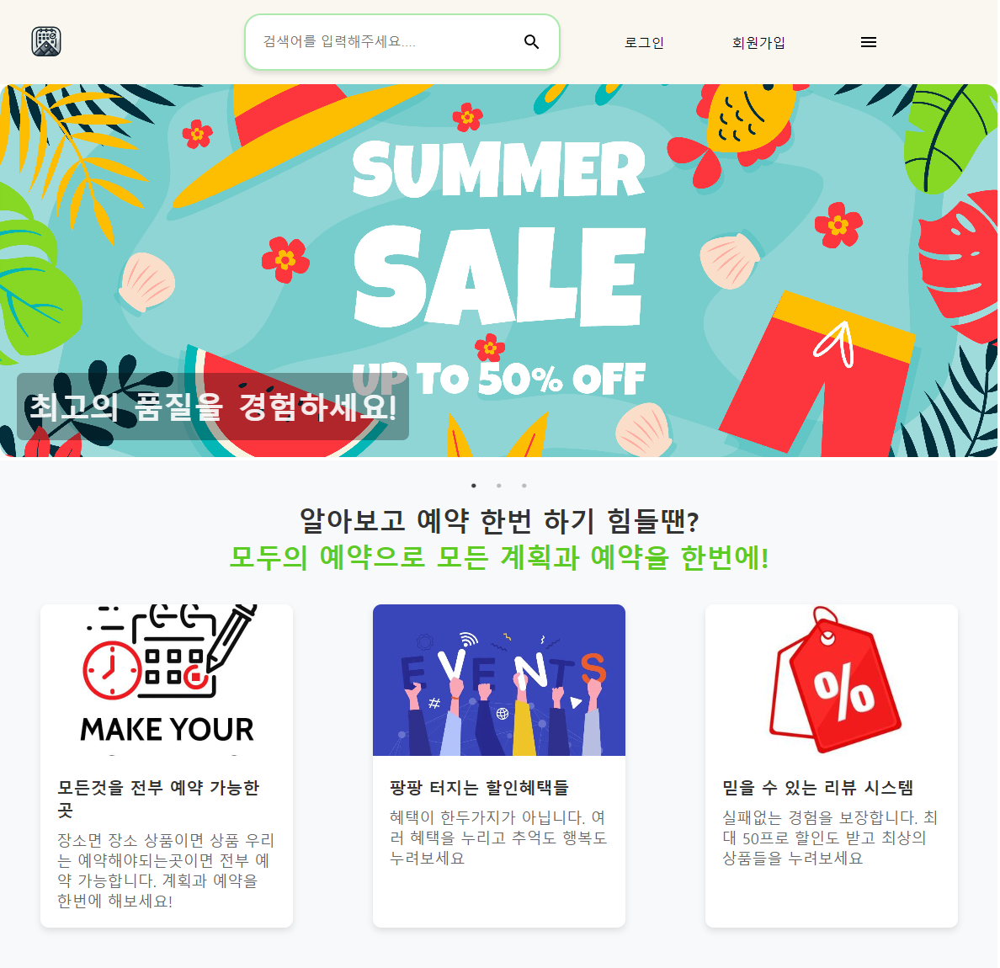 검색어를 입력해주세요....
로그인
회원가입
SUMMER
SALE
UP TO 50% OFF
최고의 품질을 경험하세요!
알아보고 예약 한번 하기 힘들땐?
모두의 예약으로 모든 계획과 예약을 한번에!
MAKE YOUR
EVENTS
모든것을 전부 예약 가능한
곳
장소면 장소 상품이면 상품 우리
는 예약해야되는곳이면 전부 예
약 가능합니다. 계획과 예약을
한번에 해보세요!
팡팡 터지는 할인혜택들
혜택이 한두가지가 아닙니다. 여
러 혜택을 누리고 추억도 행복도
누려보세요
%
믿을 수 있는 리뷰 시스템
실패없는 경험을 보장합니다. 최
대 50프로 할인도 받고 최상의
상품들을 누려보세요